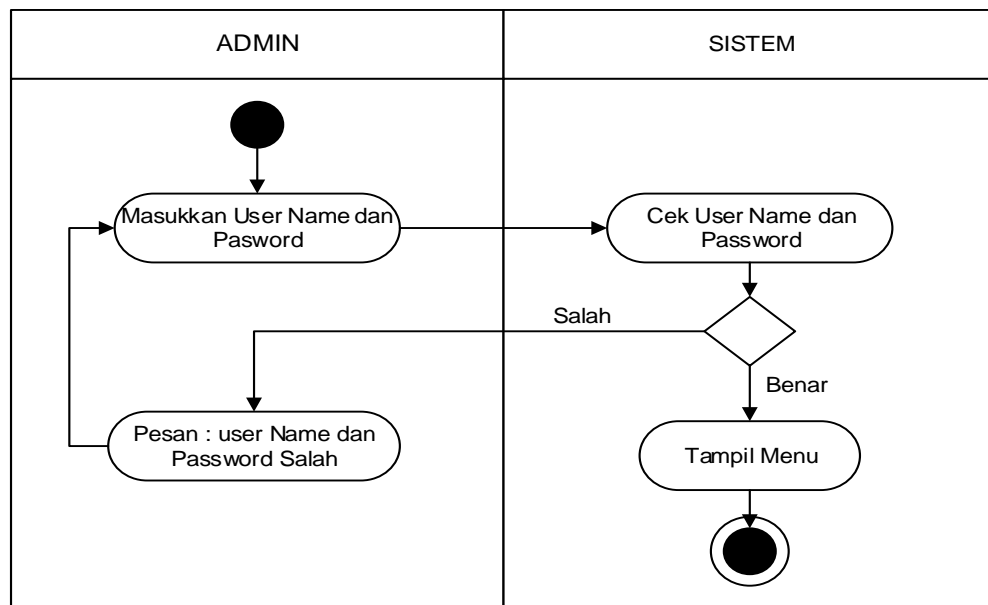 ADMIN
SISTEM
Masukkan User Name dan
Pasword
Cek User Name dan
Password
Salah
Benar
Pesan : user Name dan
Password Salah
Tampil Menu